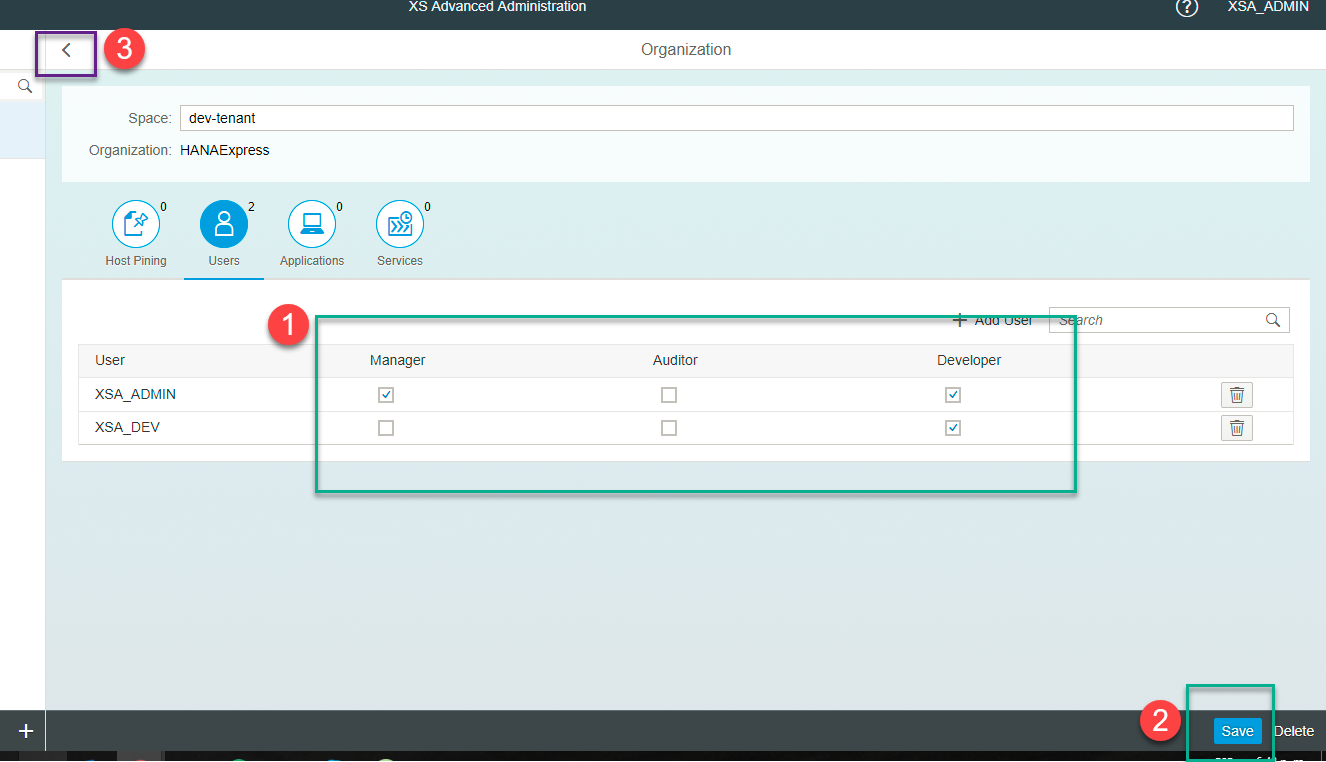 XS Advanced Administration
XSA_ADMIN
3
Organization
Space: dev-tenant
Organization: HANAExpress
0 2 0 0
Host Pining Users Applications Services
1
Add User Search
User Manager Auditor Developer
XSA_ADMIN
XSA_DEV
2
Save Delete